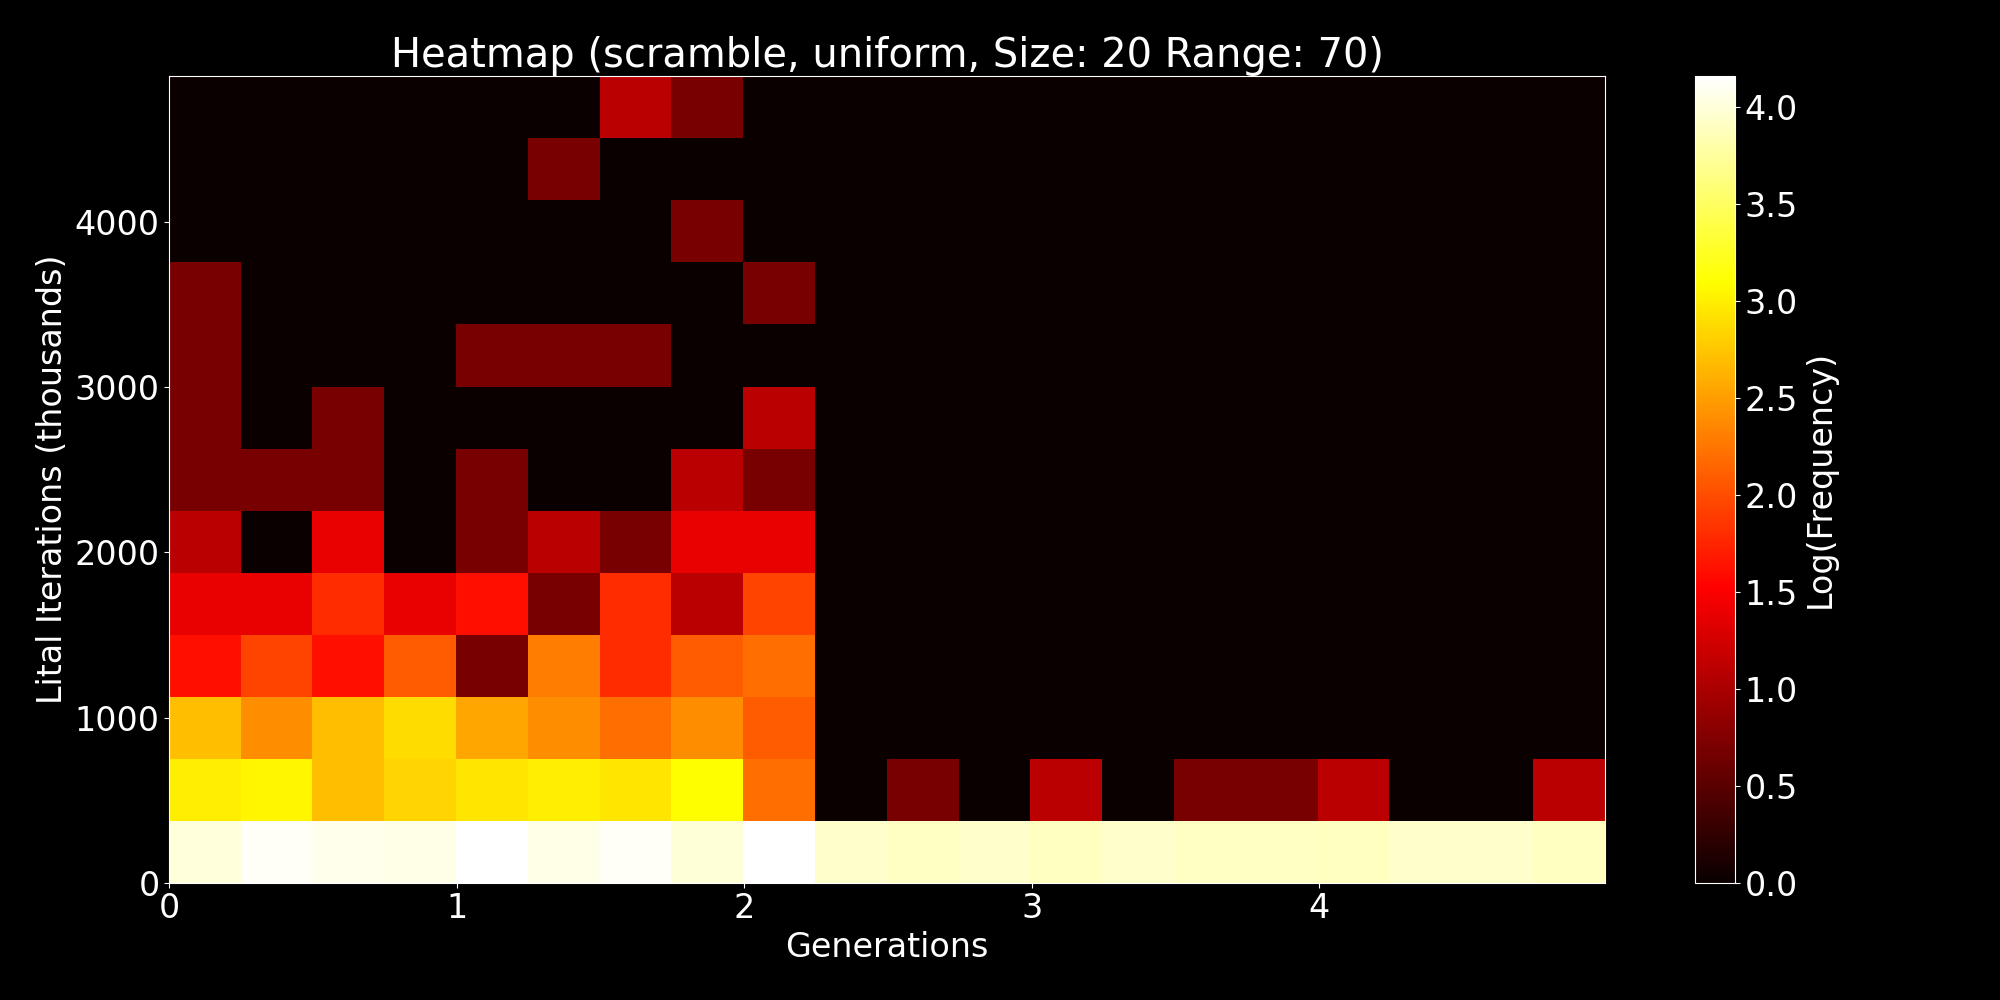 Heatmap (scramble, uniform, Size: 20 Range: 70)
Lital Iterations (thousands)
4000
3000
2000
1000
0
0 1 2 3 4
Generations
4.0
3.5
3.0
2.5
2.0
1.5
1.0
0.5
0.0
Log(Frequency)